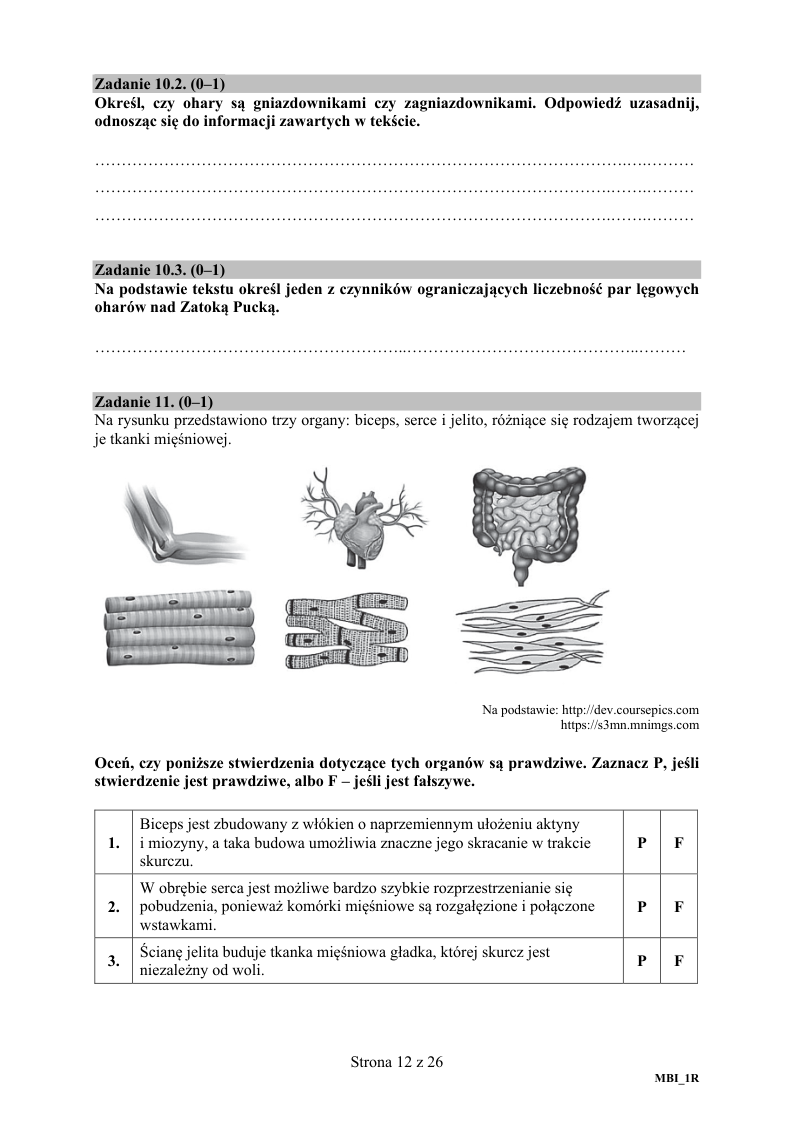 Zadanie 10.2. (0–1)
Określ, czy ohary są gniazdownikami czy zagniazdownikami. Odpowiedź uzasadnij,
odnosząc się do informacji zawartych w tekście.
……………………………………………………………………………………….….………
…………………………………………………………………………………….…….………
…………………………………………………………………………………….…….………
Zadanie 10.3. (0–1)
Na podstawie tekstu określ jeden z czynników ograniczających liczebność par lęgowych
oharów nad Zatoką Pucką.
…………………………………………………..……………………………………..………
Zadanie 11. (0–1)
Na rysunku przedstawiono trzy organy: biceps, serce i jelito, różniące się rodzajem tworzącej
je tkanki mięśniowej.
Na podstawie: http://dev.coursepics.com
https://s3mn.mnimgs.com
Oceń, czy poniższe stwierdzenia dotyczące tych organów są prawdziwe. Zaznacz P, jeśli
stwierdzenie jest prawdziwe, albo F – jeśli jest fałszywe.
1. Biceps jest zbudowany z włókien o naprzemiennym ułożeniu aktyny
i miozyny, a taka budowa umożliwia znaczne jego skracanie w trakcie
skurczu. P F
2. W obrębie serca jest możliwe bardzo szybkie rozprzestrzenianie się
pobudzenia, ponieważ komórki mięśniowe są rozgałęzione i połączone
wstawkami. P F
3. Ścianę jelita buduje tkanka mięśniowa gładka, której skurcz jest
niezależny od woli. P F
Strona 12 z 26
MBI_1R